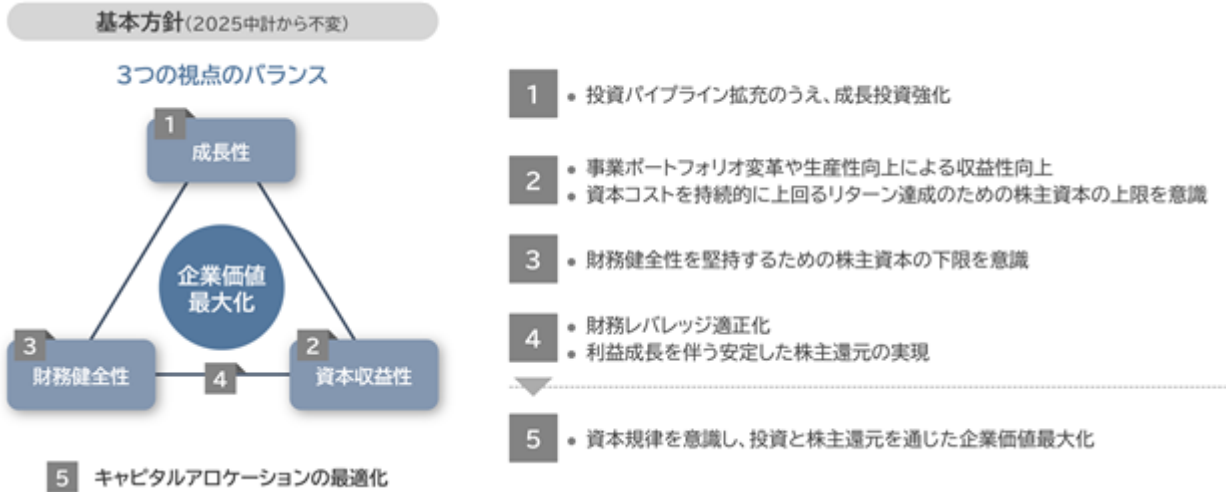 基本方針(2025中計から不変)
3つの視点のバランス
1
成長性
企業価値
最大化
3
財務健全性
4
2
資本収益性
5 キャピタルアロケーションの最適化
1 • 投資パイプライン拡充のうえ、成長投資強化
2 • 事業ポートフォリオ変革や生産性向上による収益性向上
• 資本コストを持続的に上回るリターン達成のための株主資本の上限を意識
3 • 財務健全性を堅持するための株主資本の下限を意識
4 • 財務レバレッジ適正化
• 利益成長を伴う安定した株主還元の実現
5 • 資本規律を意識し、投資と株主還元を通じた企業価値最大化